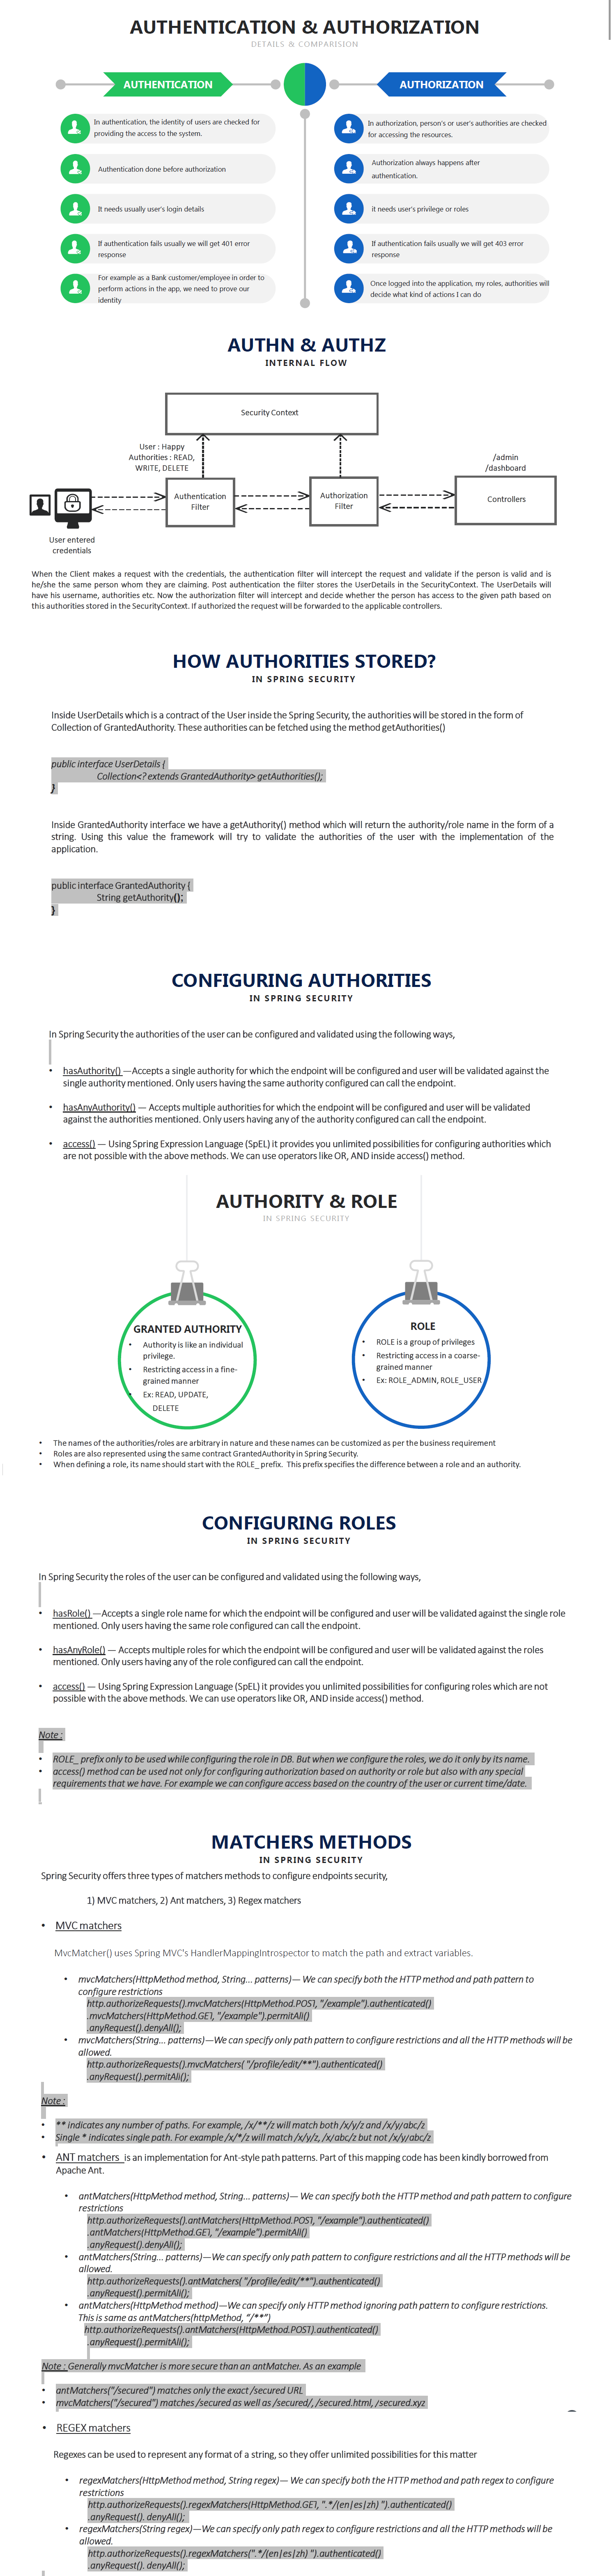 AUTHENTICATION & AUTHORIZATION
DETAILS & COMPARISION
AUTHENTICATION
In authentication, the identity of users are checked for
providing the access to the system.
Authentication done before authorization
It needs usually user's login details
If authentication fails usually we will get 401 error
response
For example as a Bank customer/employee in order to
perform actions in the app, we need to prove our
identity
AUTHORIZATION
In authorization, person's or user's authorities are checked
for accessing the resources.
Authorization always happens after
authentication.
it needs user's privilege or roles
If authentication fails usually we will get 403 error
response
Once logged into the application, my roles, authorities will
decide what kind of actions I can do
AUTHN & AUTHZ
INTERNAL FLOW
Security Context
User : Happy
Authorities : READ,
WRITE, DELETE
/admin
/dashboard
Authentication
Filter
Authorization
Filter
Controllers
User entered
credentials
When the Client makes a request with the credentials, the authentication filter will intercept the request and validate if the person is valid and is
he/she the same person whom they are claiming. Post authentication the filter stores the UserDetails in the SecurityContext. The UserDetails will
have his username, authorities etc. Now the authorization filter will intercept and decide whether the person has access to the given path based on
this authorities stored in the SecurityContext. If authorized the request will be forwarded to the applicable controllers.
HOW AUTHORITIES STORED?
IN SPRING SECURITY
Inside UserDetails which is a contract of the User inside the Spring Security, the authorities will be stored in the form of
Collection of GrantedAuthority. These authorities can be fetched using the method getAuthorities()
public interface UserDetails {
Collection<? extends GrantedAuthority> getAuthorities();
}
Inside GrantedAuthority interface we have a getAuthority() method which will return the authority/role name in the form of a
string. Using this value the framework will try to validate the authorities of the user with the implementation of the
application.
public interface GrantedAuthority {
String getAuthority();
}
CONFIGURING AUTHORITIES
IN SPRING SECURITY
In Spring Security the authorities of the user can be configured and validated using the following ways,
• hasAuthority() —Accepts a single authority for which the endpoint will be configured and user will be validated against the
single authority mentioned. Only users having the same authority configured can call the endpoint.
• hasAnyAuthority() — Accepts multiple authorities for which the endpoint will be configured and user will be validated
against the authorities mentioned. Only users having any of the authority configured can call the endpoint.
• access() — Using Spring Expression Language (SpEL) it provides you unlimited possibilities for configuring authorities which
are not possible with the above methods. We can use operators like OR, AND inside access() method.
AUTHORITY & ROLE
IN SPRING SECURITY
GRANTED AUTHORITY
• Authority is like an individual
privilege.
• Restricting access in a fine-
grained manner
• Ex: READ, UPDATE,
DELETE
ROLE
• ROLE is a group of privileges
• Restricting access in a coarse-
grained manner
• Ex: ROLE_ADMIN, ROLE_USER
• The names of the authorities/roles are arbitrary in nature and these names can be customized as per the business requirement
• Roles are also represented using the same contract GrantedAuthority in Spring Security.
• When defining a role, its name should start with the ROLE_ prefix. This prefix specifies the difference between a role and an authority.
CONFIGURING ROLES
IN SPRING SECURITY
In Spring Security the roles of the user can be configured and validated using the following ways,
• hasRole() —Accepts a single role name for which the endpoint will be configured and user will be validated against the single role
mentioned. Only users having the same role configured can call the endpoint.
• hasAnyRole() — Accepts multiple roles for which the endpoint will be configured and user will be validated against the roles
mentioned. Only users having any of the role configured can call the endpoint.
• access() — Using Spring Expression Language (SpEL) it provides you unlimited possibilities for configuring roles which are not
possible with the above methods. We can use operators like OR, AND inside access() method.
Note :
• ROLE_ prefix only to be used while configuring the role in DB. But when we configure the roles, we do it only by its name.
• access() method can be used not only for configuring authorization based on authority or role but also with any special
requirements that we have. For example we can configure access based on the country of the user or current time/date.
MATCHERS METHODS
IN SPRING SECURITY
Spring Security offers three types of matchers methods to configure endpoints security,
1) MVC matchers, 2) Ant matchers, 3) Regex matchers
• MVC matchers
MvcMatcher() uses Spring MVC's HandlerMappingIntrospector to match the path and extract variables.
• mvcMatchers(HttpMethod method, String... patterns)— We can specify both the HTTP method and path pattern to
configure restrictions
http.authorizeRequests().mvcMatchers(HttpMethod.POST, "/example").authenticated()
.mvcMatchers(HttpMethod.GET, "/example").permitAll()
.anyRequest().denyAll();
• mvcMatchers(String... patterns)—We can specify only path pattern to configure restrictions and all the HTTP methods will be
allowed.
http.authorizeRequests().mvcMatchers( "/profile/edit/**").authenticated()
.anyRequest().permitAll();
Note :
• ** indicates any number of paths. For example, /x/**/z will match both /x/y/z and /x/y/abc/z
• Single * indicates single path. For example /x/*/z will match /x/y/z, /x/abc/z but not /x/y/abc/z
• ANT matchers is an implementation for Ant-style path patterns. Part of this mapping code has been kindly borrowed from
Apache Ant.
• antMatchers(HttpMethod method, String... patterns)— We can specify both the HTTP method and path pattern to configure
restrictions
http.authorizeRequests().antMatchers(HttpMethod.POST, "/example").authenticated()
.antMatchers(HttpMethod.GET, "/example").permitAll()
.anyRequest().denyAll();
• antMatchers(String... patterns)—We can specify only path pattern to configure restrictions and all the HTTP methods will be
allowed.
http.authorizeRequests().antMatchers( "/profile/edit/**").authenticated()
.anyRequest().permitAll();
• antMatchers(HttpMethod method)—We can specify only HTTP method ignoring path pattern to configure restrictions.
This is same as antMatchers(httpMethod, "/**")
http.authorizeRequests().antMatchers(HttpMethod.POST).authenticated()
.anyRequest().permitAll();
Note : Generally mvcMatcher is more secure than an antMatcher. As an example
• antMatchers("/secured") matches only the exact /secured URL
• mvcMatchers("/secured") matches /secured as well as /secured/, /secured.html, /secured.xyz
• REGEX matchers
Regexes can be used to represent any format of a string, so they offer unlimited possibilities for this matter
• regexMatchers(HttpMethod method, String regex)— We can specify both the HTTP method and path regex to configure
restrictions
http.authorizeRequests().regexMatchers(HttpMethod.GET, ".*/(en|es|zh) ").authenticated()
.anyRequest(). denyAll();
• regexMatchers(String regex)—We can specify only path regex to configure restrictions and all the HTTP methods will be
allowed.
http.authorizeRequests().regexMatchers(".*/(en|es|zh) ").authenticated()
.anyRequest(). denyAll();